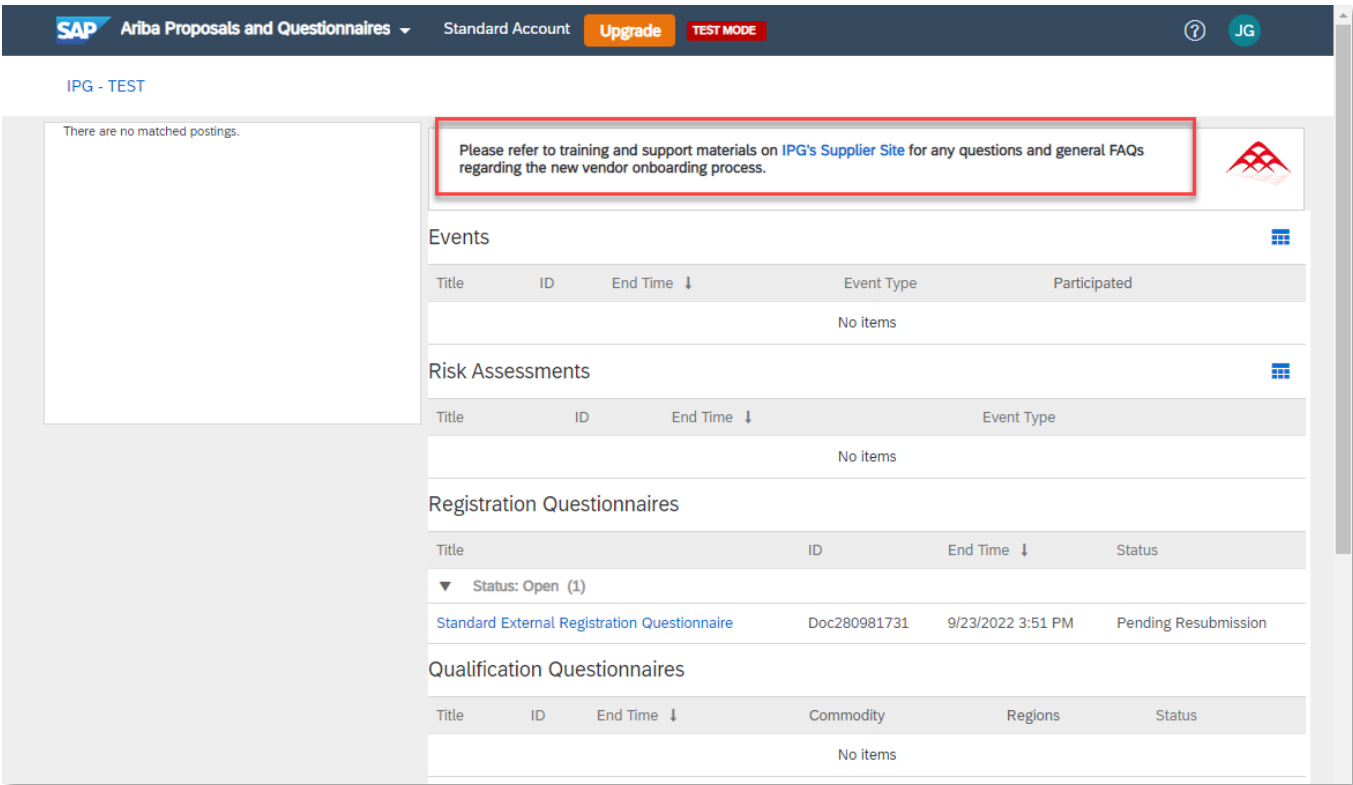 SAP Ariba Proposals and Questionnaires Standard Account Upgrade TEST MODE ? JG
IPG - TEST
There are no matched postings.
Please refer to training and support materials on IPG's Supplier Site for any questions and general FAQs
regarding the new vendor onboarding process.
Events
Title ID End Time ↓ Event Type Participated
No items
Risk Assessments
Title ID End Time ↓ Event Type
No items
Registration Questionnaires
Title ID End Time ↓ Status
▼ Status: Open (1)
Standard External Registration Questionnaire Doc280981731 9/23/2022 3:51 PM Pending Resubmission
Qualification Questionnaires
Title ID End Time ↓ Commodity Regions Status
No items